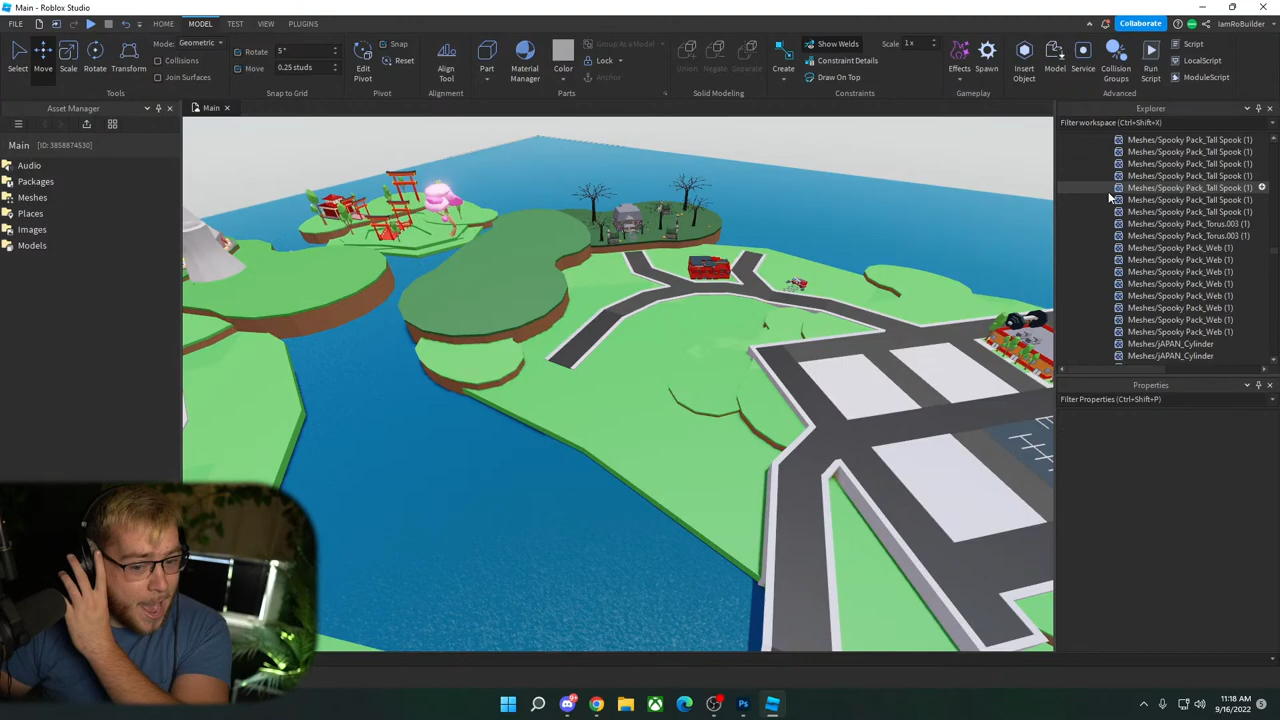 Main - Roblox Studio
FILE HOME MODEL TEST VIEW PLUGINS Collaborate IamRoBuilder
Select Move Scale Rotate Transform
Mode: Geometric
Collisions
Join Surfaces
Tools
Rotate 5 °
Move 0.25 studs
Snap to Grid
Edit Pivot
Snap
Reset
Pivot
Align Tool
Alignment
Part
Material Manager
Color
Group As a Model
Lock
Anchor
Parts
Union Negate Separate
Solid Modeling
Create
Show Welds
Constraint Details
Draw On Top
Scale 1 x
Constraints
Effects Spawn
Gameplay
Insert Object
Model
Service
Collision Groups
Run Script
Script
LocalScript
ModuleScript
Advanced
Asset Manager
Main [ID: 3858874530]
Audio
Packages
Meshes
Places
Images
Models
Main
Explorer
Filter workspace (Ctrl+Shift+X)
Meshes/Spooky Pack_Tall Spook (1)
Meshes/Spooky Pack_Tall Spook (1)
Meshes/Spooky Pack_Tall Spook (1)
Meshes/Spooky Pack_Tall Spook (1)
Meshes/Spooky Pack_Tall Spook (1)
Meshes/Spooky Pack_Tall Spook (1)
Meshes/Spooky Pack_Tall Spook (1)
Meshes/Spooky Pack_Torus.003 (1)
Meshes/Spooky Pack_Torus.003 (1)
Meshes/Spooky Pack_Web (1)
Meshes/Spooky Pack_Web (1)
Meshes/Spooky Pack_Web (1)
Meshes/Spooky Pack_Web (1)
Meshes/Spooky Pack_Web (1)
Meshes/Spooky Pack_Web (1)
Meshes/Spooky Pack_Web (1)
Meshes/Spooky Pack_Web (1)
Meshes/jAPAN_Cylinder
Meshes/jAPAN_Cylinder
Properties
Filter Properties (Ctrl+Shift+P)
11:18 AM
9/16/2022